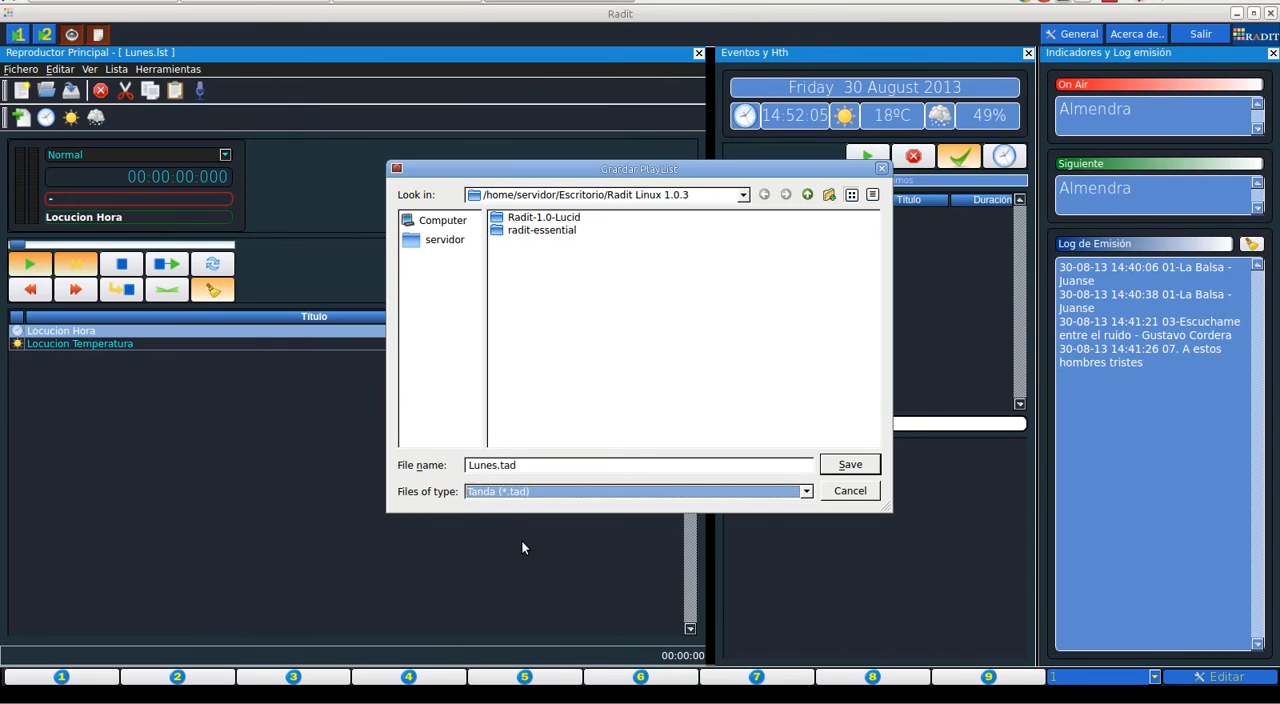 Radit
1
2
General
Acerca de..
Salir
RADIT
Reproductor Principal - [ Lunes.lst ]
Eventos y Hth
Indicadores y Log emisión
Fichero Editar Ver Lista Herramientas
Friday 30 August 2013
14:52:05 18ºC 49%
On Air
Almendra
Siguiente
Almendra
Normal
00:00:00:000
-
Locucion Hora
Título
Locucion Hora
Locucion Temperatura
00:00:00
Grardar PlayList
Look in: /home/servidor/Escritorio/Radit Linux 1.0.3
Computer
servidor
Radit-1.0-Lucid
radit-essential
File name: Lunes.tad
Save
Files of type: Tanda (*.tad)
Cancel
mos
Título Duración
Log de Emisión
30-08-13 14:40:06 01-La Balsa -
Juanse
30-08-13 14:40:38 01-La Balsa -
Juanse
30-08-13 14:41:21 03-Escuchame
entre el ruido - Gustavo Cordera
30-08-13 14:41:26 07. A estos
hombres tristes
1 2 3 4 5 6 7 8 9
1
Editar